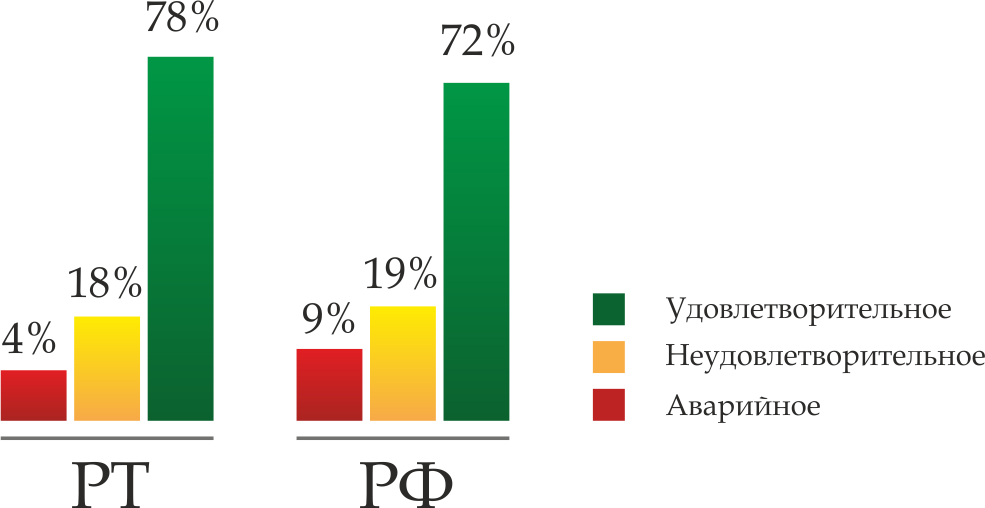 78%
72%
18%
19%
4%
9%
Удовлетворительное
Неудовлетворительное
Аварийное
РТ
РФ